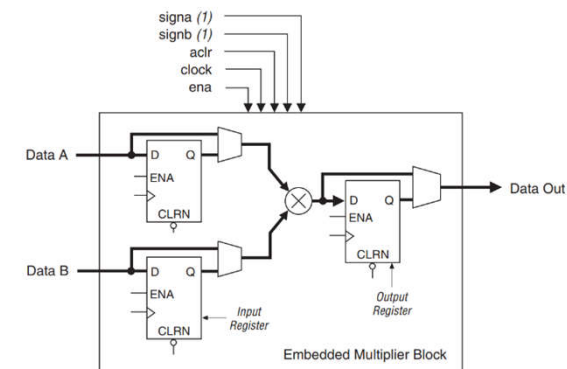 signa (1)
signb (1)
aclr
clock
ena
Data A
D Q
ENA
CLRN
Data B
D Q
ENA
CLRN
Input
Register
D Q
ENA
CLRN
Output
Register
Data Out
Embedded Multiplier Block